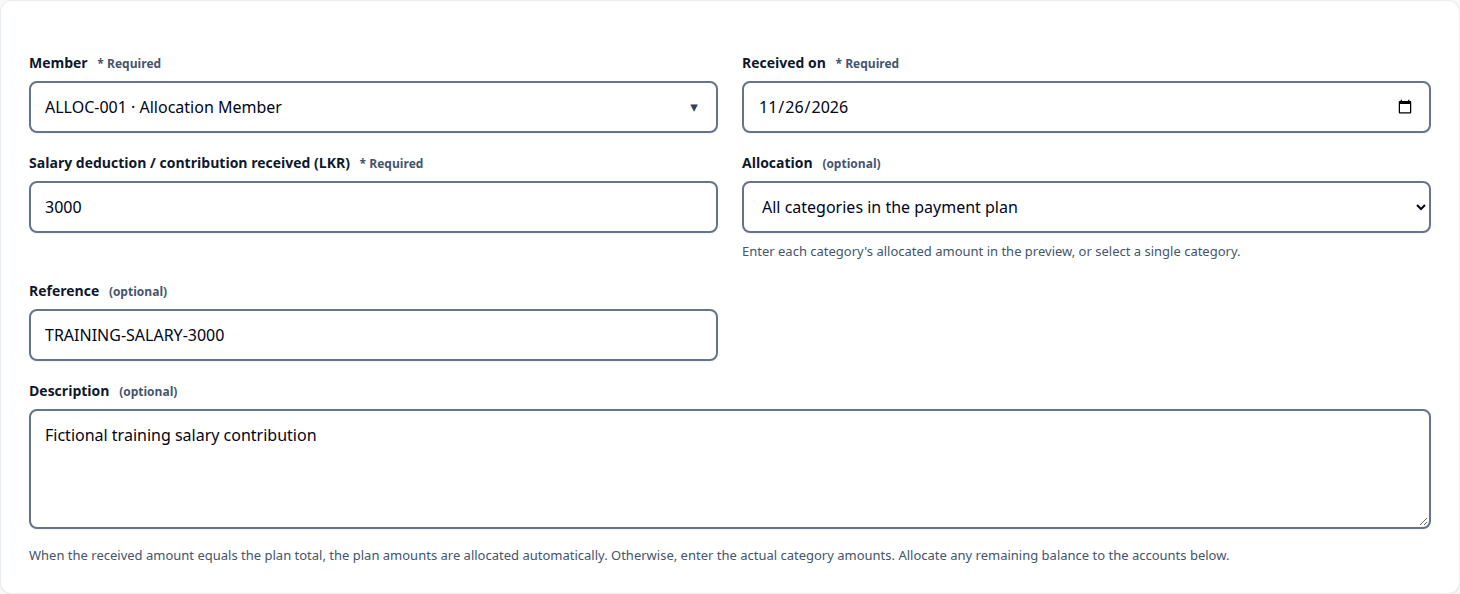 Member * Required
ALLOC-001 · Allocation Member ▼
Received on * Required
11/26/2026
Salary deduction / contribution received (LKR) * Required
3000
Allocation (optional)
All categories in the payment plan
Enter each category's allocated amount in the preview, or select a single category.
Reference (optional)
TRAINING-SALARY-3000
Description (optional)
Fictional training salary contribution
When the received amount equals the plan total, the plan amounts are allocated automatically. Otherwise, enter the actual category amounts. Allocate any remaining balance to the accounts below.